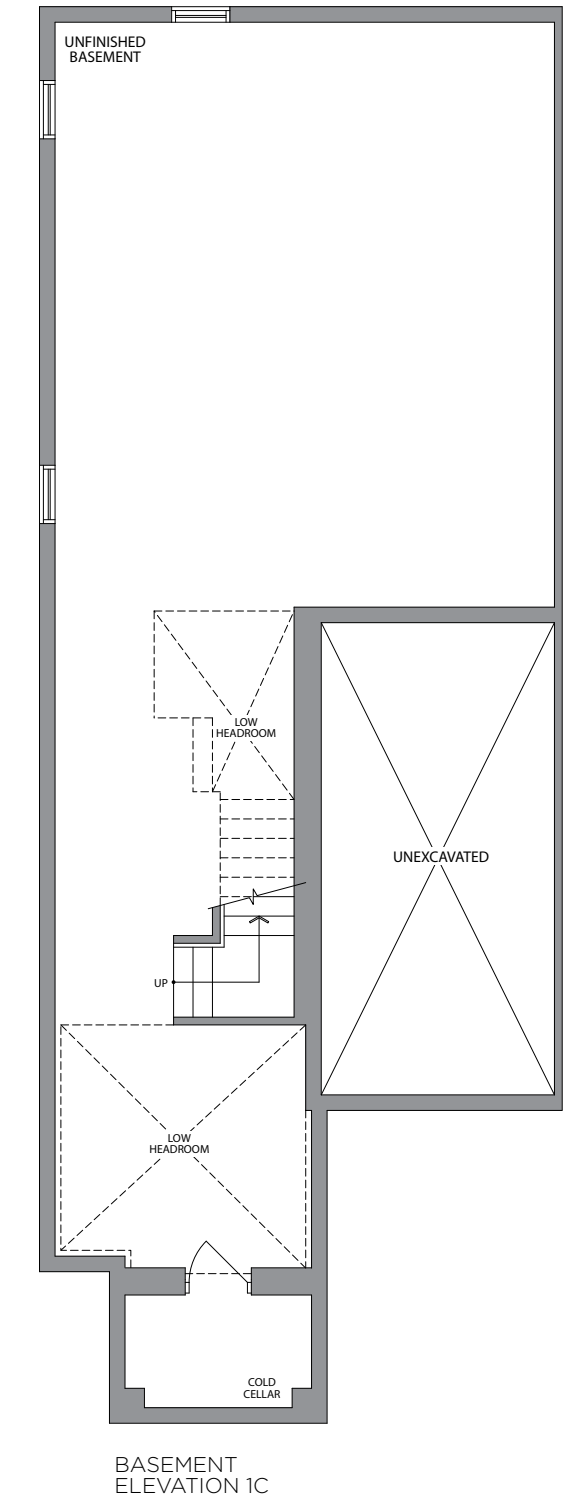 UNFINISHED
BASEMENT
LOW
HEADROOM
UNEXCAVATED
UP
LOW
HEADROOM
COLD
CELLAR
BASEMENT
ELEVATION 1C